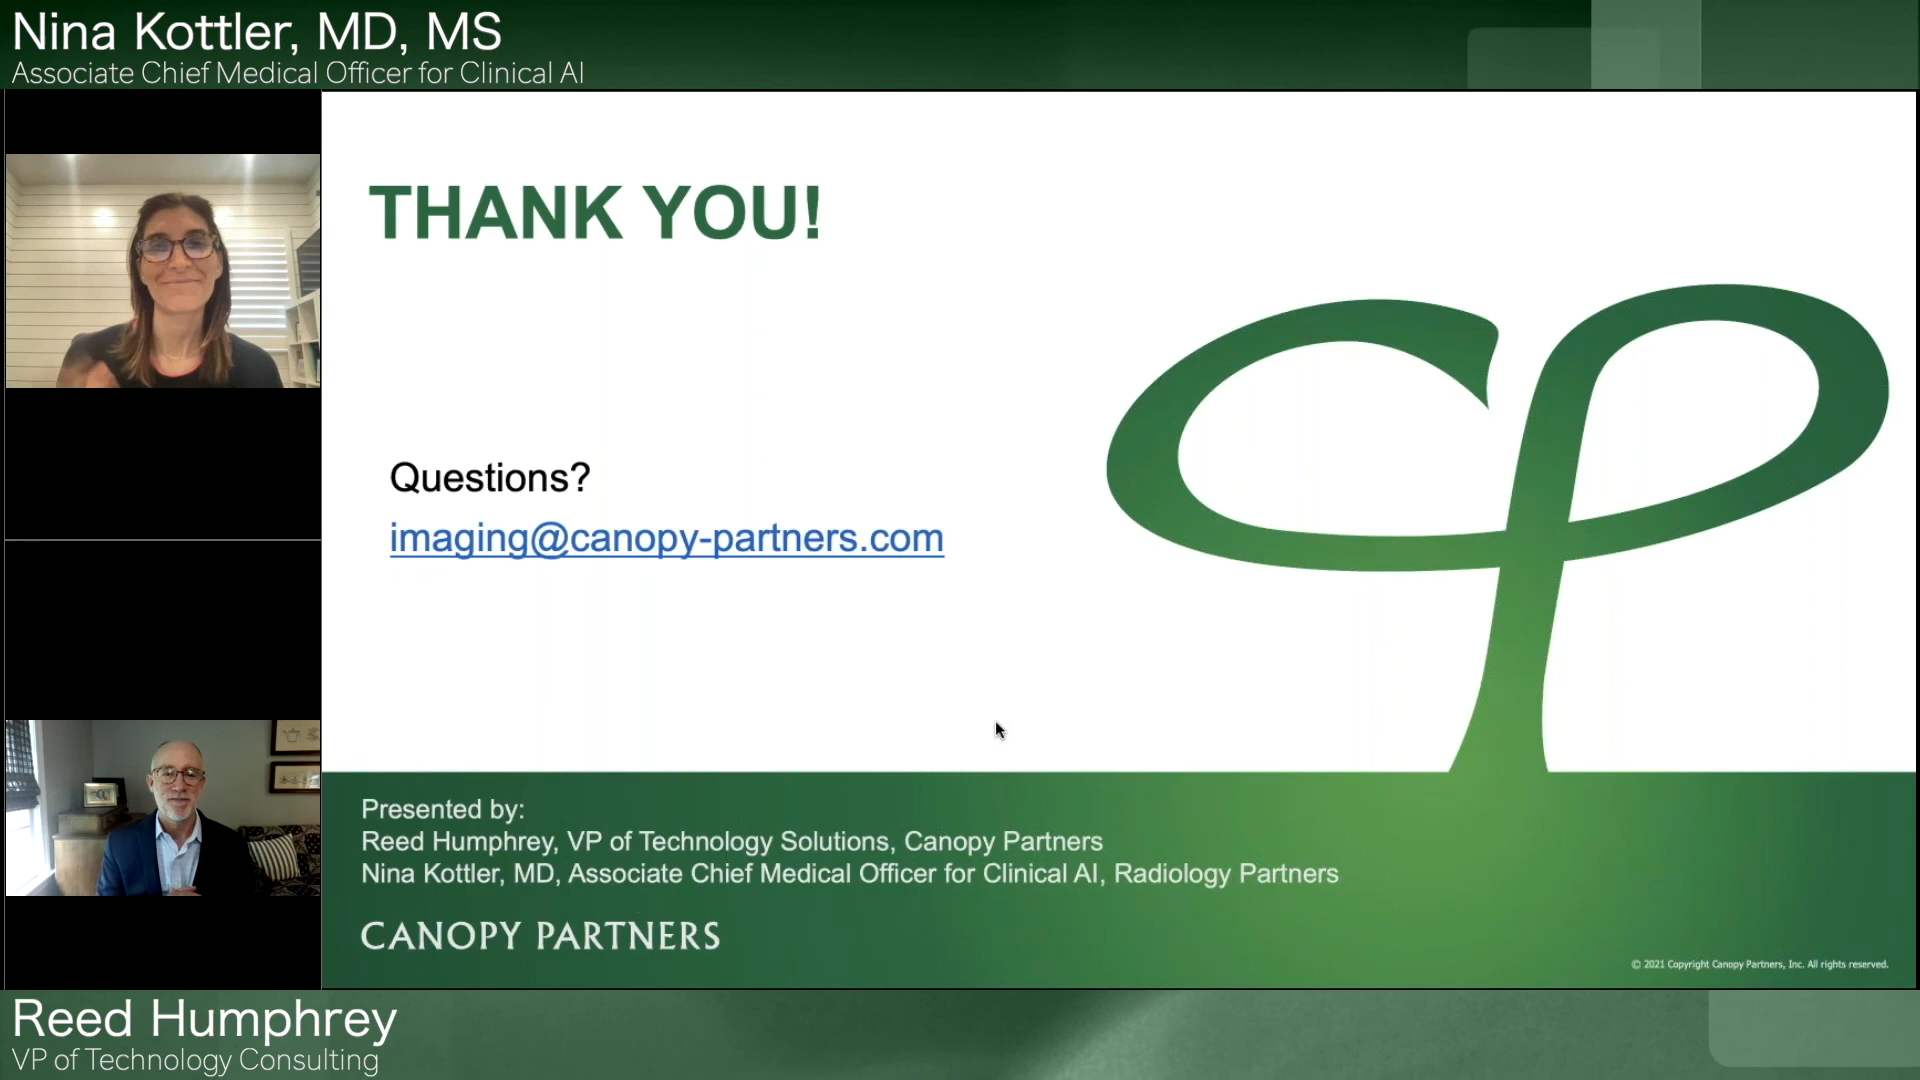 Nina Kottler, MD, MS
Associate Chief Medical Officer for Clinical AI
THANK YOU!
Questions?
imaging@canopy-partners.com
Presented by:
Reed Humphrey, VP of Technology Solutions, Canopy Partners
Nina Kottler, MD, Associate Chief Medical Officer for Clinical AI, Radiology Partners
CANOPY PARTNERS
© 2021 Copyright Canopy Partners, Inc. All rights reserved.
Reed Humphrey
VP of Technology Consulting